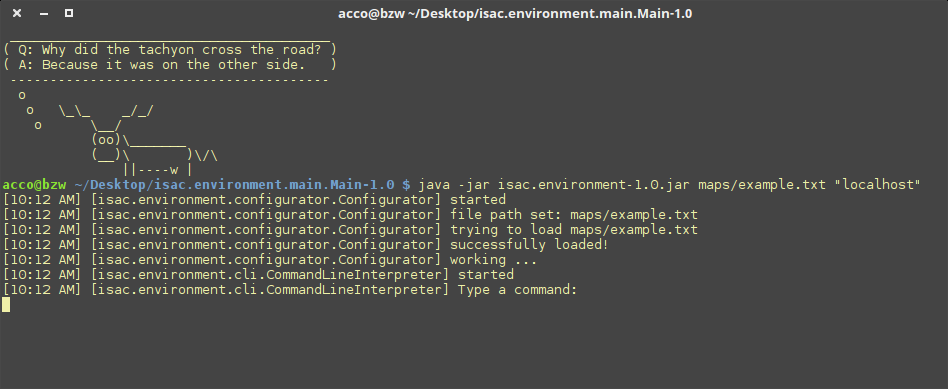 acco@bzw ~/Desktop/isac.environment.main.Main-1.0
 ________________________________________
( Q: Why did the tachyon cross the road? )
( A: Because it was on the other side.   )
 ----------------------------------------
  o
   o   \_\_    _/_/
    o      \__/
           (oo)\_______
           (__)\       )\/\
               ||----w |
acco@bzw ~/Desktop/isac.environment.main.Main-1.0 $ java -jar isac.environment-1.0.jar maps/example.txt "localhost"
[10:12 AM] [isac.environment.configurator.Configurator] started
[10:12 AM] [isac.environment.configurator.Configurator] file path set: maps/example.txt
[10:12 AM] [isac.environment.configurator.Configurator] trying to load maps/example.txt
[10:12 AM] [isac.environment.configurator.Configurator] successfully loaded!
[10:12 AM] [isac.environment.configurator.Configurator] working ...
[10:12 AM] [isac.environment.cli.CommandLineInterpreter] started
[10:12 AM] [isac.environment.cli.CommandLineInterpreter] Type a command: